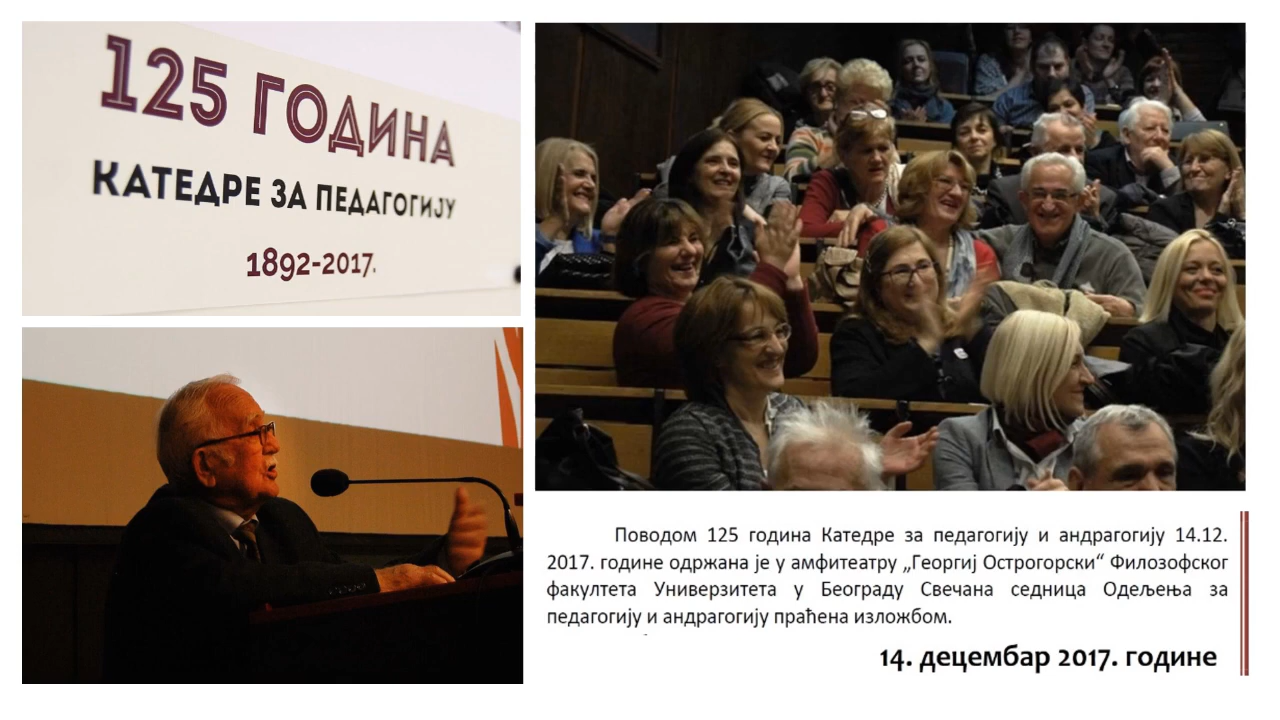 125 ГОДИНА
КАТЕДРЕ ЗА ПЕДАГОГИЈУ
1892-2017.
Поводом 125 година Катедре за педагогију и андрагогију 14.12.
2017. године одржана је у амфитеатру „Георгиј Острогорски“ Филозофског
факултета Универзитета у Београду Свечана седница Одељења за
педагогију и андрагогију праћена изложбом.
14. децембар 2017. године